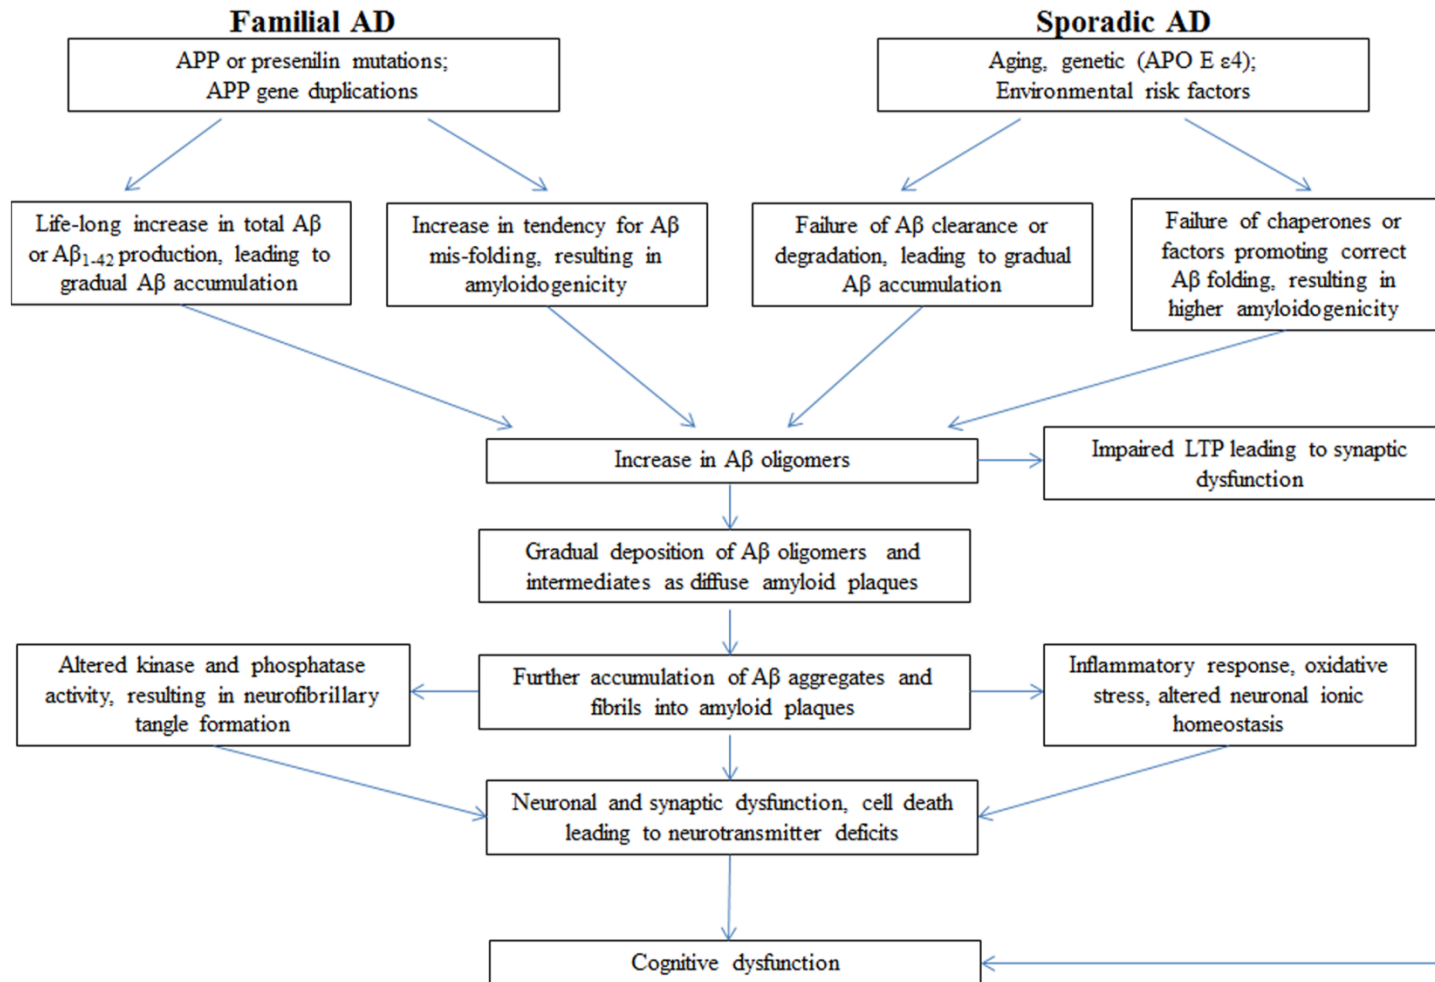 Familial AD
Sporadic AD
APP or presenilin mutations;
APP gene duplications
Aging, genetic (APO E ε4);
Environmental risk factors
Life-long increase in total Aβ
or Aβ1-42 production, leading to
gradual Aβ accumulation
Increase in tendency for Aβ
mis-folding, resulting in
amyloidogenicity
Failure of Aβ clearance or
degradation, leading to gradual
Aβ accumulation
Failure of chaperones or
factors promoting correct
Aβ folding, resulting in
higher amyloidogenicity
Increase in Aβ oligomers
Impaired LTP leading to synaptic
dysfunction
Gradual deposition of Aβ oligomers and
intermediates as diffuse amyloid plaques
Altered kinase and phosphatase
activity, resulting in neurofibrillary
tangle formation
Further accumulation of Aβ aggregates and
fibrils into amyloid plaques
Inflammatory response, oxidative
stress, altered neuronal ionic
homeostasis
Neuronal and synaptic dysfunction, cell death
leading to neurotransmitter deficits
Cognitive dysfunction